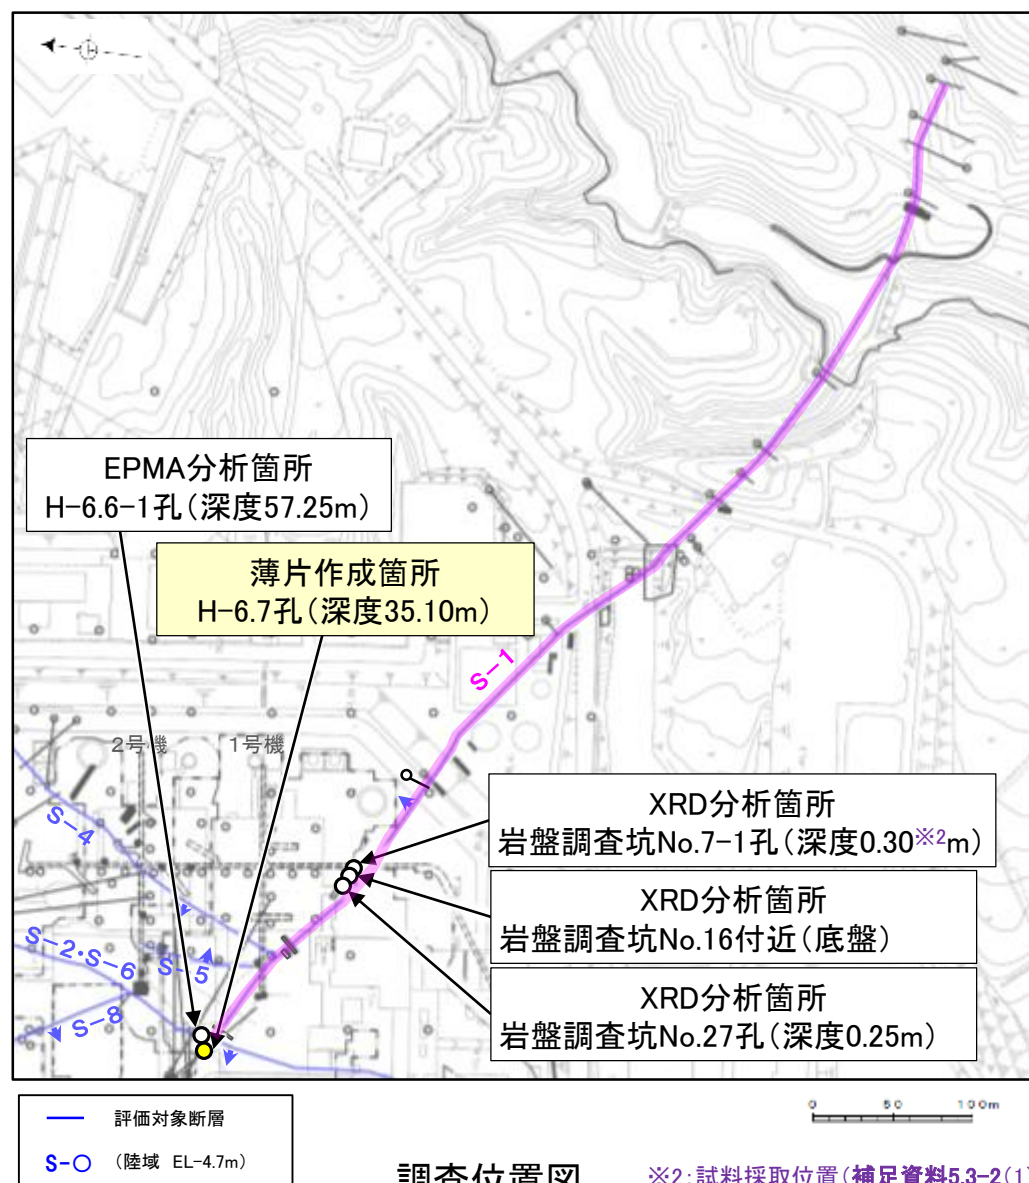 EPMA分析箇所
H-6.6-1孔(深度57.25m)
薄片作成箇所
H-6.7孔(深度35.10m)
S-1
2号機
1号機
S-4
XRD分析箇所
岩盤調査坑No.7-1孔(深度0.30※2m)
XRD分析箇所
岩盤調査坑No.16付近(底盤)
S-2・S-6
S-5
S-8
XRD分析箇所
岩盤調査坑No.27孔(深度0.25m)
評価対象断層
S-○ (陸域 EL-4.7m)
0 50 100m
調査位置図
※2:試料採取位置(補足資料5.3-2(1)